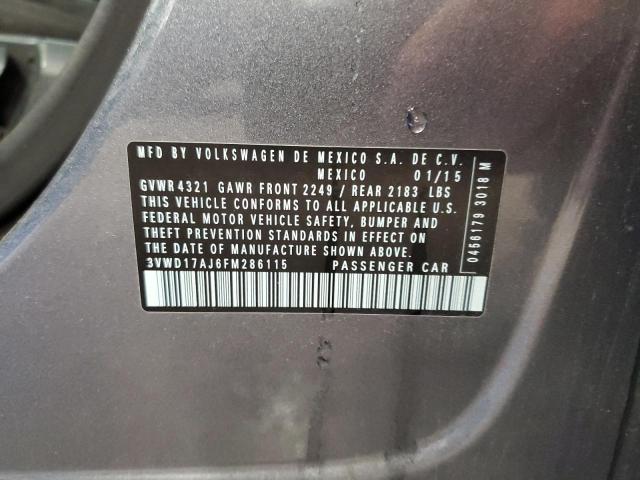 MFD BY VOLKSWAGEN DE MEXICO S.A. DE C.V.
MEXICO 01/15
GVWR 4321 GAWR FRONT 2249 / REAR 2183 LBS
THIS VEHICLE CONFORMS TO ALL APPLICABLE U.S.
FEDERAL MOTOR VEHICLE SAFETY, BUMPER AND
THEFT PREVENTION STANDARDS IN EFFECT ON
THE DATE OF MANUFACTURE SHOWN ABOVE.
3VWD17AJ6FM286115 PASSENGER CAR
0456179 3018 M